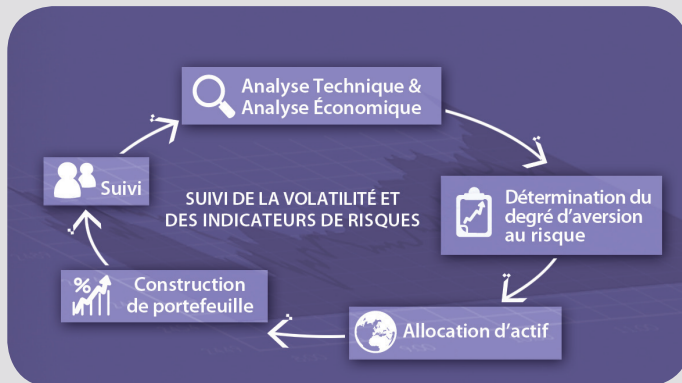 Analyse Technique &
Analyse Économique
Détermination du
degré d'aversion
au risque
Allocation d'actif
%
Construction
de portefeuille
Suivi
SUIVI DE LA VOLATILITÉ ET
DES INDICATEURS DE RISQUES